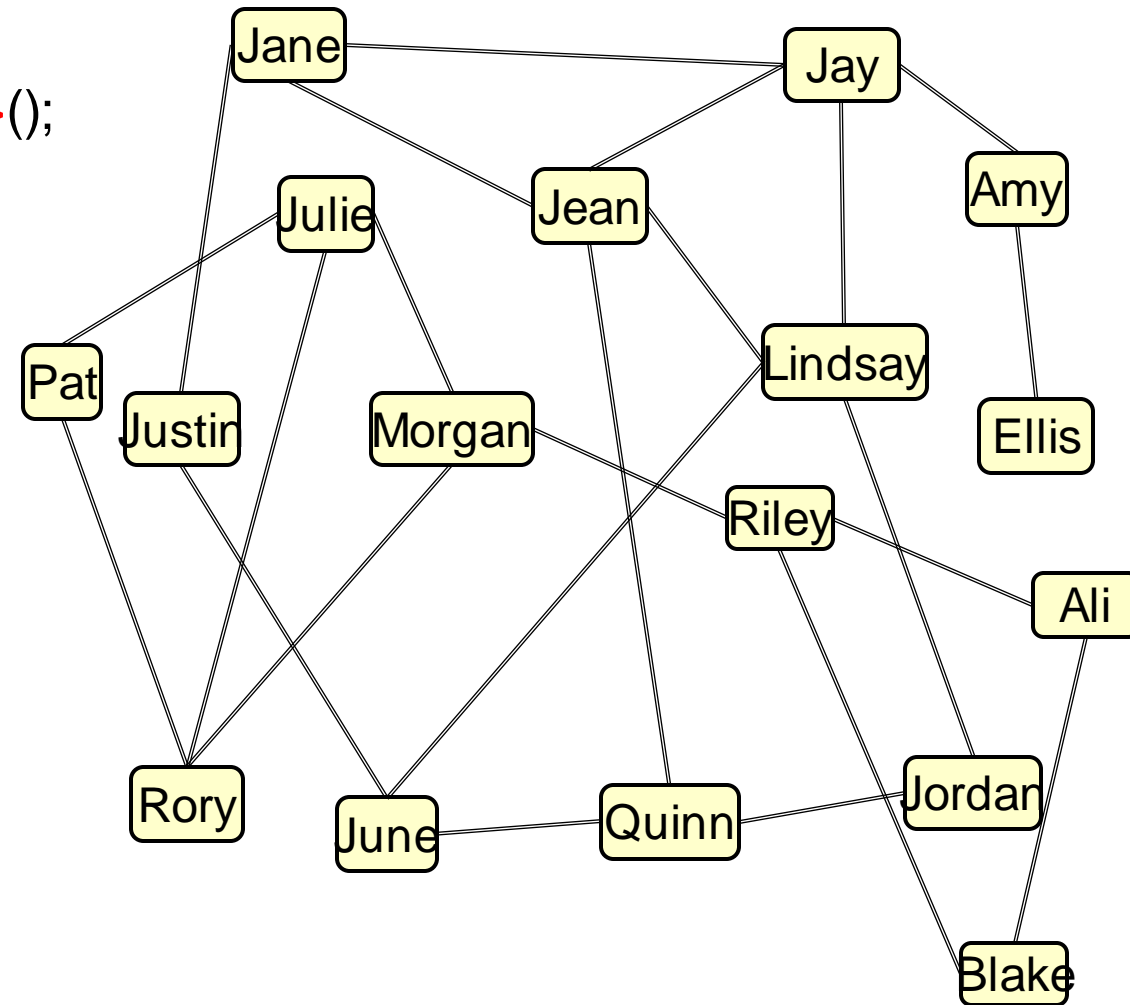 Jane
Jay
();
Amy
Julie
Jean
Pat
Lindsay
Justin
Morgan
Ellis
Riley
Ali
Rory
June
Quinn
Jordan
Blake